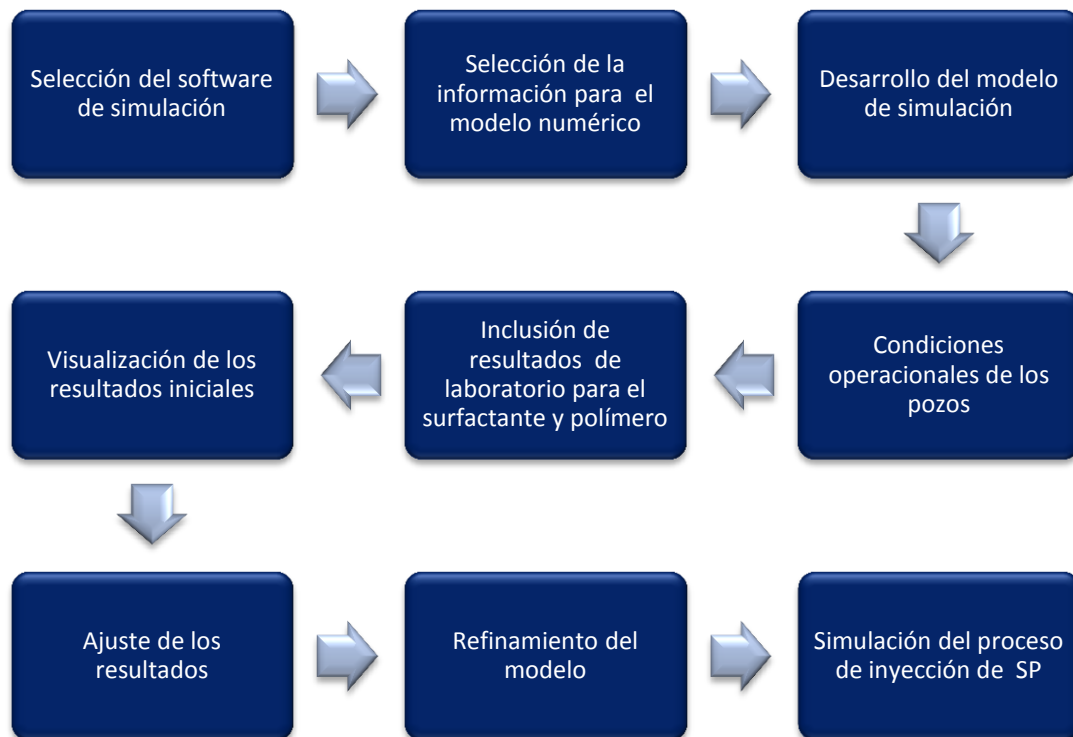 Selección del software
de simulación
Selección de la
información para el
modelo numérico
Desarrollo del modelo
de simulación
Condiciones
operacionales de los
pozos
Inclusión de
resultados de
laboratorio para el
surfactante y polímero
Visualización de los
resultados iniciales
Ajuste de los
resultados
Refinamiento del
modelo
Simulación del proceso
de inyección de SP